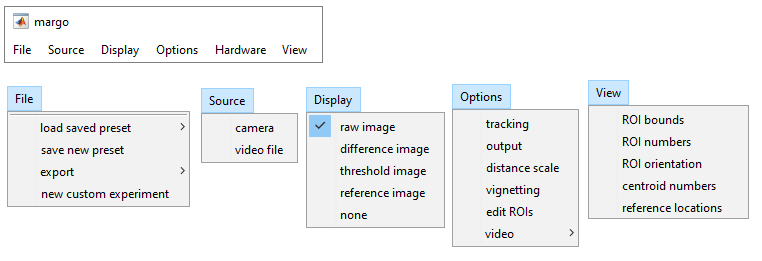 margo
File Source Display Options Hardware View
File
load saved preset
save new preset
export
new custom experiment
Source
camera
video file
Display
raw image
difference image
threshold image
reference image
none
Options
tracking
output
distance scale
vignetting
edit ROIs
video
View
ROI bounds
ROI numbers
ROI orientation
centroid numbers
reference locations